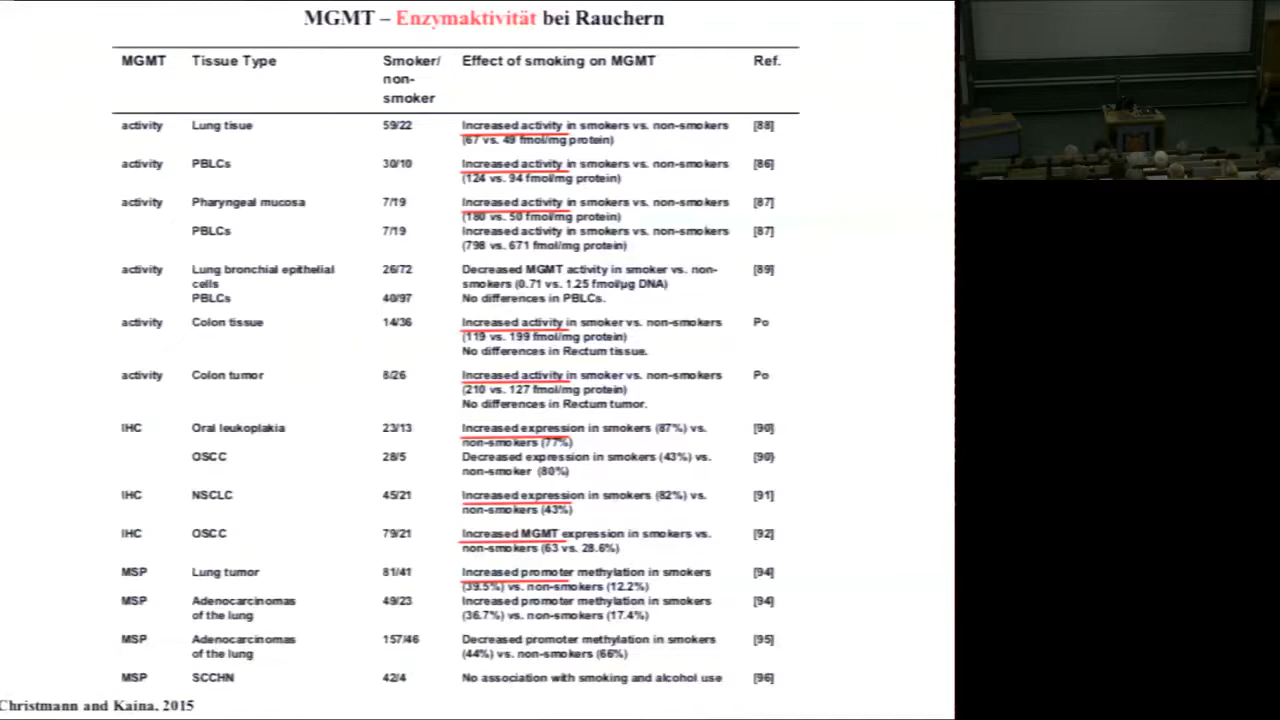 MGMT – Enzymaktivität bei Rauchern
MGMT Tissue Type Smoker/ Effect of smoking on MGMT Ref.
non-
smoker
activity Lung tisue 59/22 Increased activity in smokers vs. non-smokers [88]
(67 vs. 49 fmol/mg protein)
activity PBLCs 30/10 Increased activity in smokers vs. non-smokers [86]
(124 vs. 94 fmol/mg protein)
activity Pharyngeal mucosa 7/19 Increased activity in smokers vs. non-smokers [87]
(180 vs. 50 fmol/mg protein)
PBLCs 7/19 Increased activity in smokers vs. non-smokers [87]
(798 vs. 671 fmol/mg protein)
activity Lung bronchial epithelial 26/72 Decreased MGMT activity in smoker vs. non- [89]
cells smokers (0.71 vs. 1.25 fmol/µg DNA)
PBLCs 40/97 No differences in PBLCs.
activity Colon tissue 14/36 Increased activity in smoker vs. non-smokers Po
(119 vs. 199 fmol/mg protein)
No differences in Rectum tissue.
activity Colon tumor 8/26 Increased activity in smoker vs. non-smokers Po
(210 vs. 127 fmol/mg protein)
No differences in Rectum tumor.
IHC Oral leukoplakia 23/13 Increased expression in smokers (87%) vs. [90]
non-smokers (77%)
OSCC 28/5 Decreased expression in smokers (43%) vs. [90]
non-smoker (80%)
IHC NSCLC 45/21 Increased expression in smokers (82%) vs. [91]
non-smokers (43%)
IHC OSCC 79/21 Increased MGMT expression in smokers vs. [92]
non-smokers (63 vs. 28.6%)
MSP Lung tumor 81/41 Increased promoter methylation in smokers [94]
(39.5%) vs. non-smokers (12.2%)
MSP Adenocarcinomas 49/23 Increased promoter methylation in smokers [94]
of the lung (36.7%) vs. non-smokers (17.4%)
MSP Adenocarcinomas 157/46 Decreased promoter methylation in smokers [95]
of the lung (44%) vs. non-smokers (66%)
MSP SCCHN 42/4 No association with smoking and alcohol use [96]
Christmann and Kaina, 2015